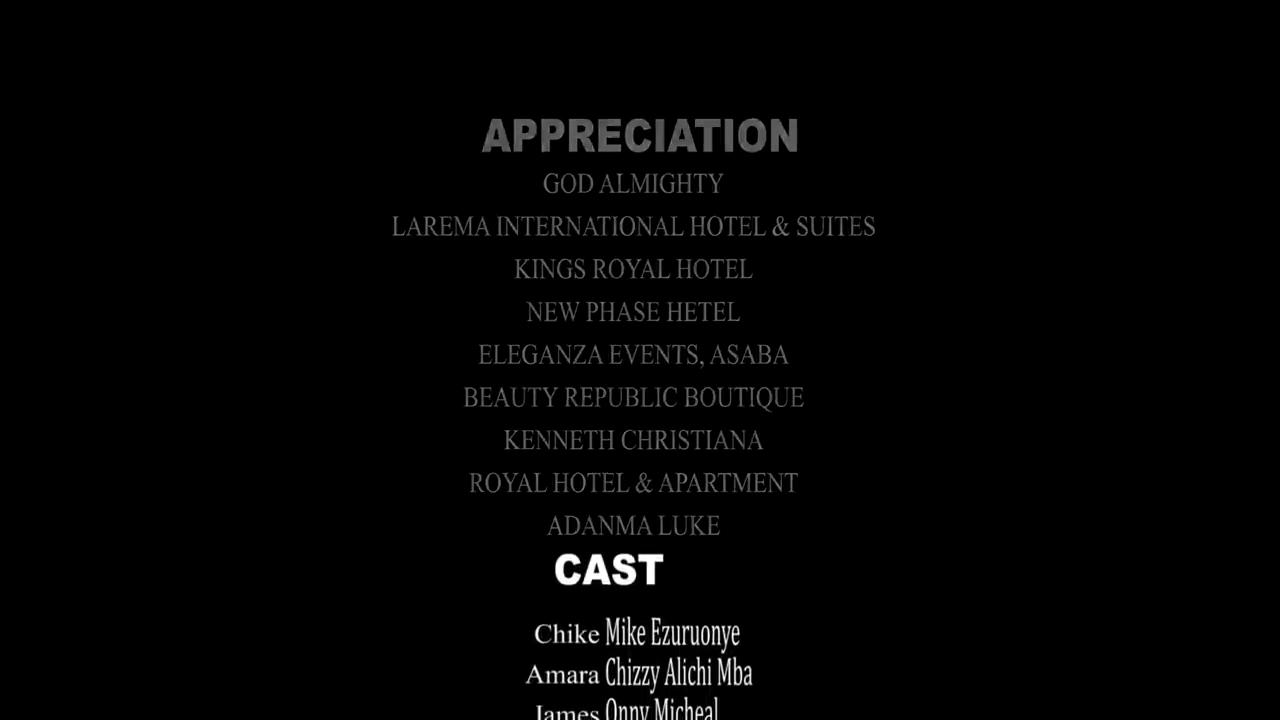 APPRECIATION
GOD ALMIGHTY
LAREMA INTERNATIONAL HOTEL & SUITES
KINGS ROYAL HOTEL
NEW PHASE HETEL
ELEGANZA EVENTS, ASABA
BEAUTY REPUBLIC BOUTIQUE
KENNETH CHRISTIANA
ROYAL HOTEL & APARTMENT
ADANMA LUKE
CAST
Chike Mike Ezuruonye
Amara Chizzy Alichi Mba
James Onny Micheal